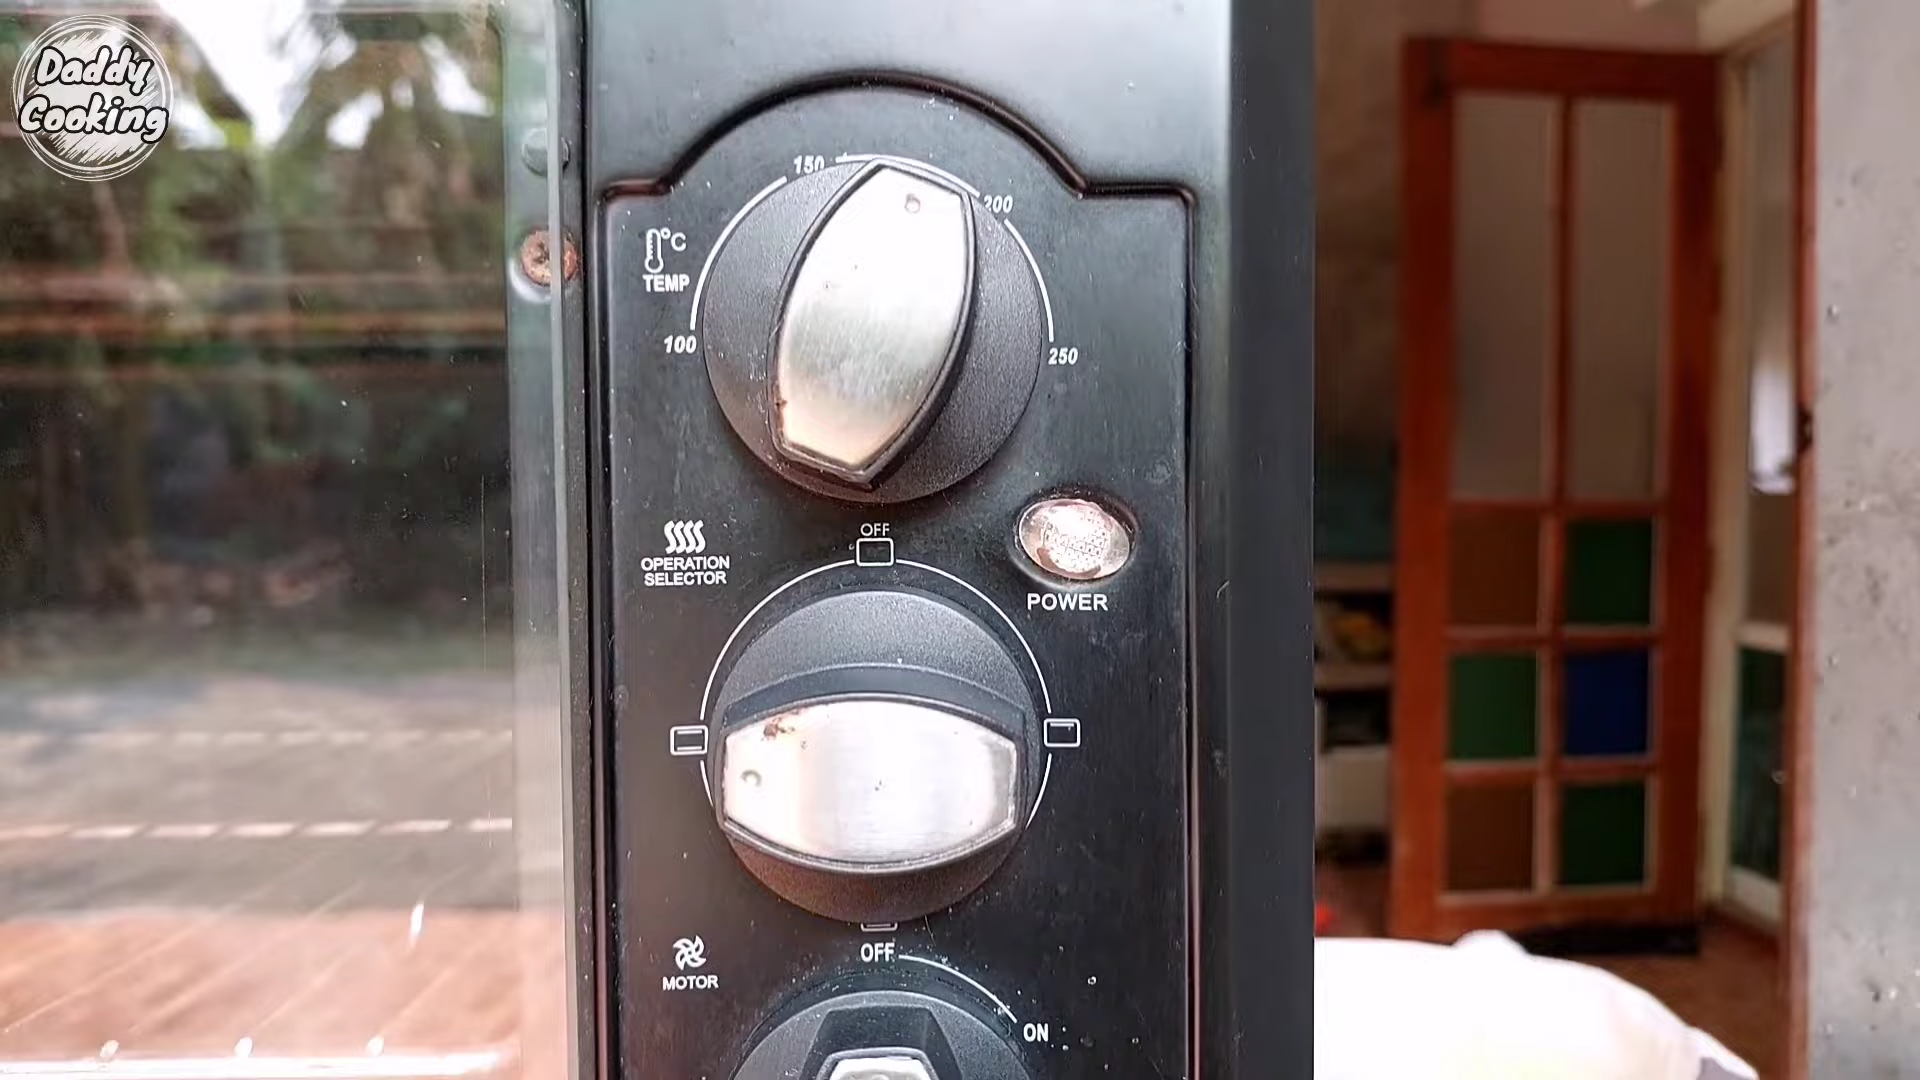 Daddy
Cooking
150
200
°C
TEMP
100
250
OFF
OPERATION
SELECTOR
POWER
OFF
MOTOR
ON